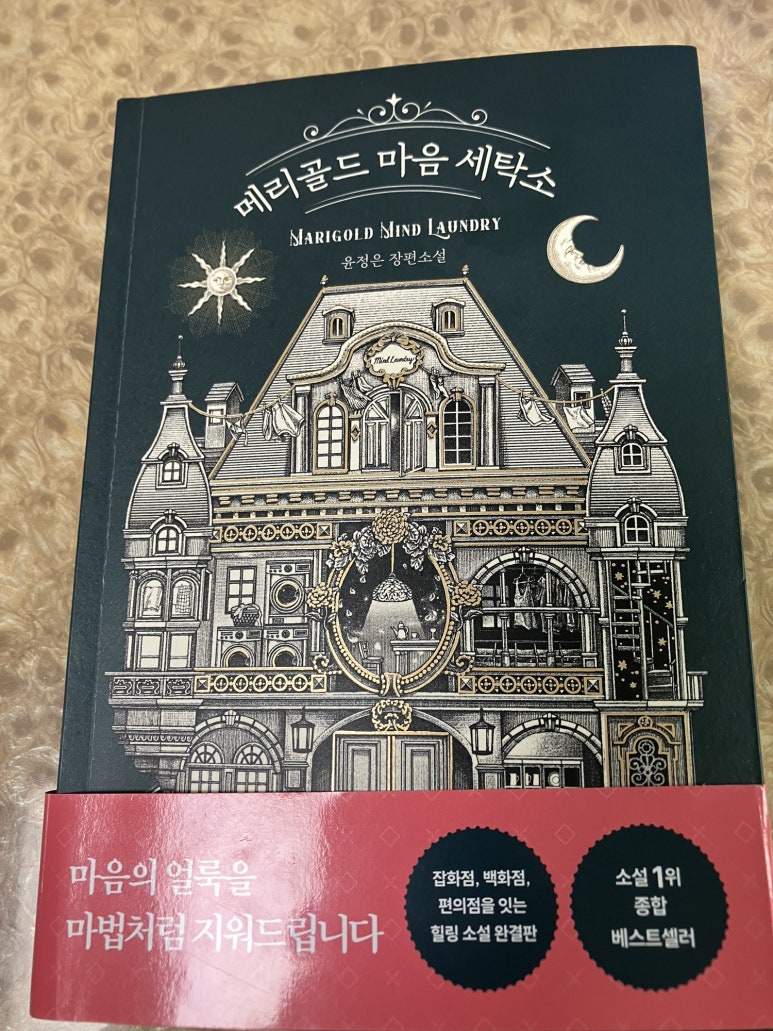 메리골드 마음 세탁소
MARIGOLD MIND LAUNDRY
윤정은 장편소설
Mind Laundry
마음의 얼룩을
마법처럼 지워드립니다
잡화점, 백화점,
편의점을 잇는
힐링 소설 완결판
소설 1위
종합
베스트셀러